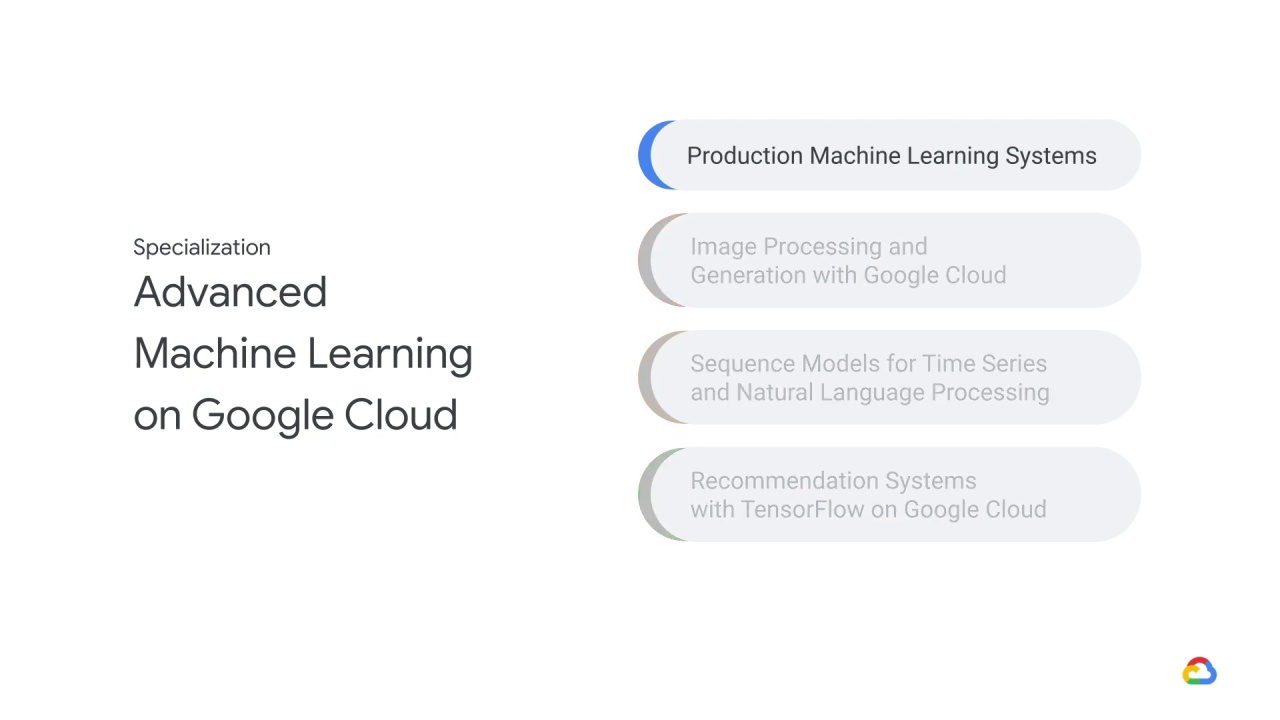 Specialization
Advanced
Machine Learning
on Google Cloud
Production Machine Learning Systems
Image Processing and
Generation with Google Cloud
Sequence Models for Time Series
and Natural Language Processing
Recommendation Systems
with TensorFlow on Google Cloud